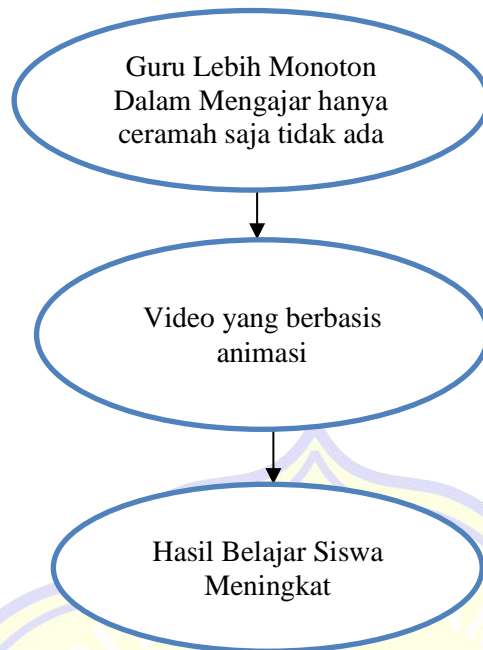 Guru Lebih Monoton
Dalam Mengajar hanya
ceramah saja tidak ada
Video yang berbasis
animasi
Hasil Belajar Siswa
Meningkat